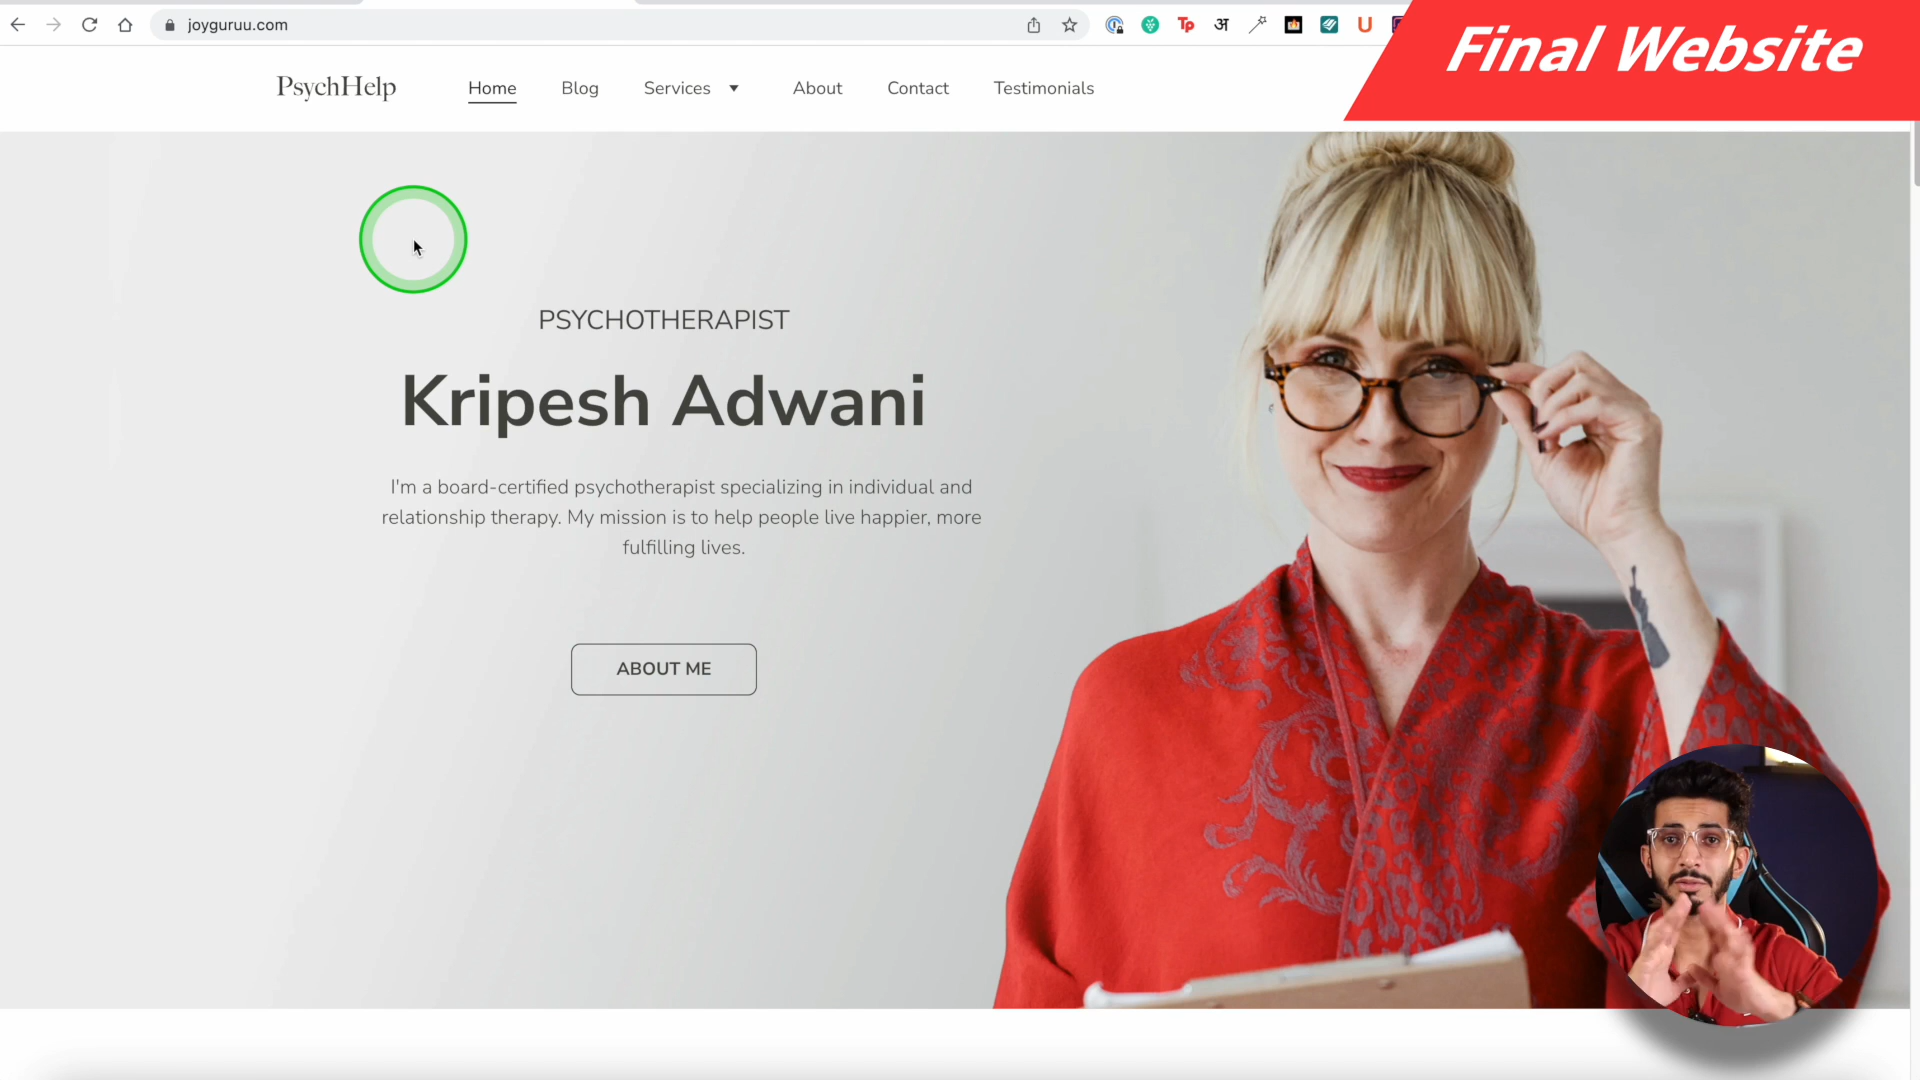 joyguruu.com
Final Website
PsychHelp
Home
Blog
Services
About
Contact
Testimonials
PSYCHOTHERAPIST
Kripesh Adwani
I'm a board-certified psychotherapist specializing in individual and
relationship therapy. My mission is to help people live happier, more
fulfilling lives.
ABOUT ME